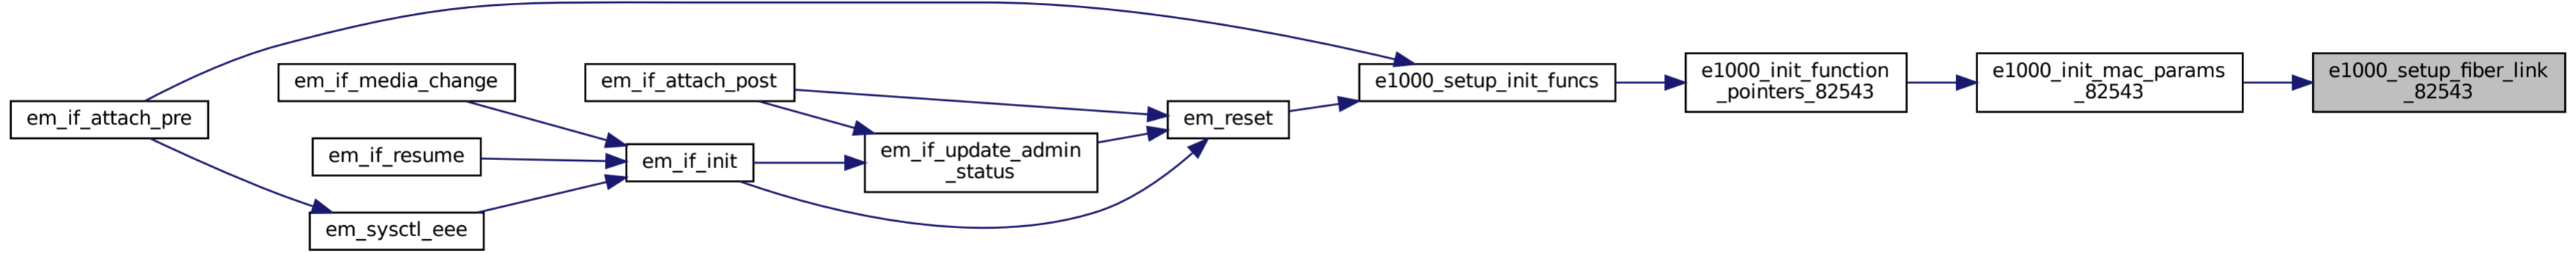 em_if_attach_pre
em_if_media_change
em_if_resume
em_sysctl_eee
em_if_attach_post
em_if_init
em_if_update_admin
_status
em_reset
e1000_setup_init_funcs
e1000_init_function
_pointers_82543
e1000_init_mac_params
_82543
e1000_setup_fiber_link
_82543